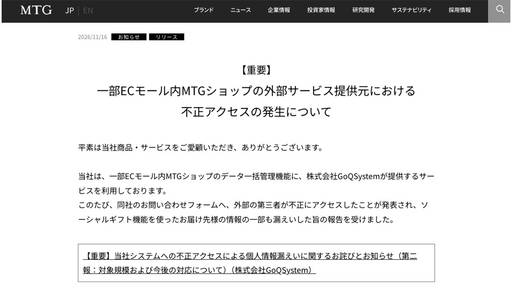 MTG JP | EN ブランド ニュース 企業情報 投資家情報 研究開発 サステナビリティ 採用情報
2026/11/16 お知らせ リリース
【重要】
一部ECモール内MTGショップの外部サービス提供元における
不正アクセスの発生について
平素は当社商品・サービスをご愛顧いただき、ありがとうございます。
当社は、一部ECモール内MTGショップのデータ一括管理機能に、株式会社GoQSystemが提供するサー
ビスを利用しております。
このたび、同社のお問い合わせフォームへ、外部の第三者が不正にアクセスしたことが発表され、ソ
ーシャルギフト機能を使ったお届け先様の情報の一部も漏えいした旨の報告を受けました。
【重要】当社システムへの不正アクセスによる個人情報漏えいに関するお詫びとお知らせ（第二
報：対象規模および今後の対応について）（株式会社GoQSystem）